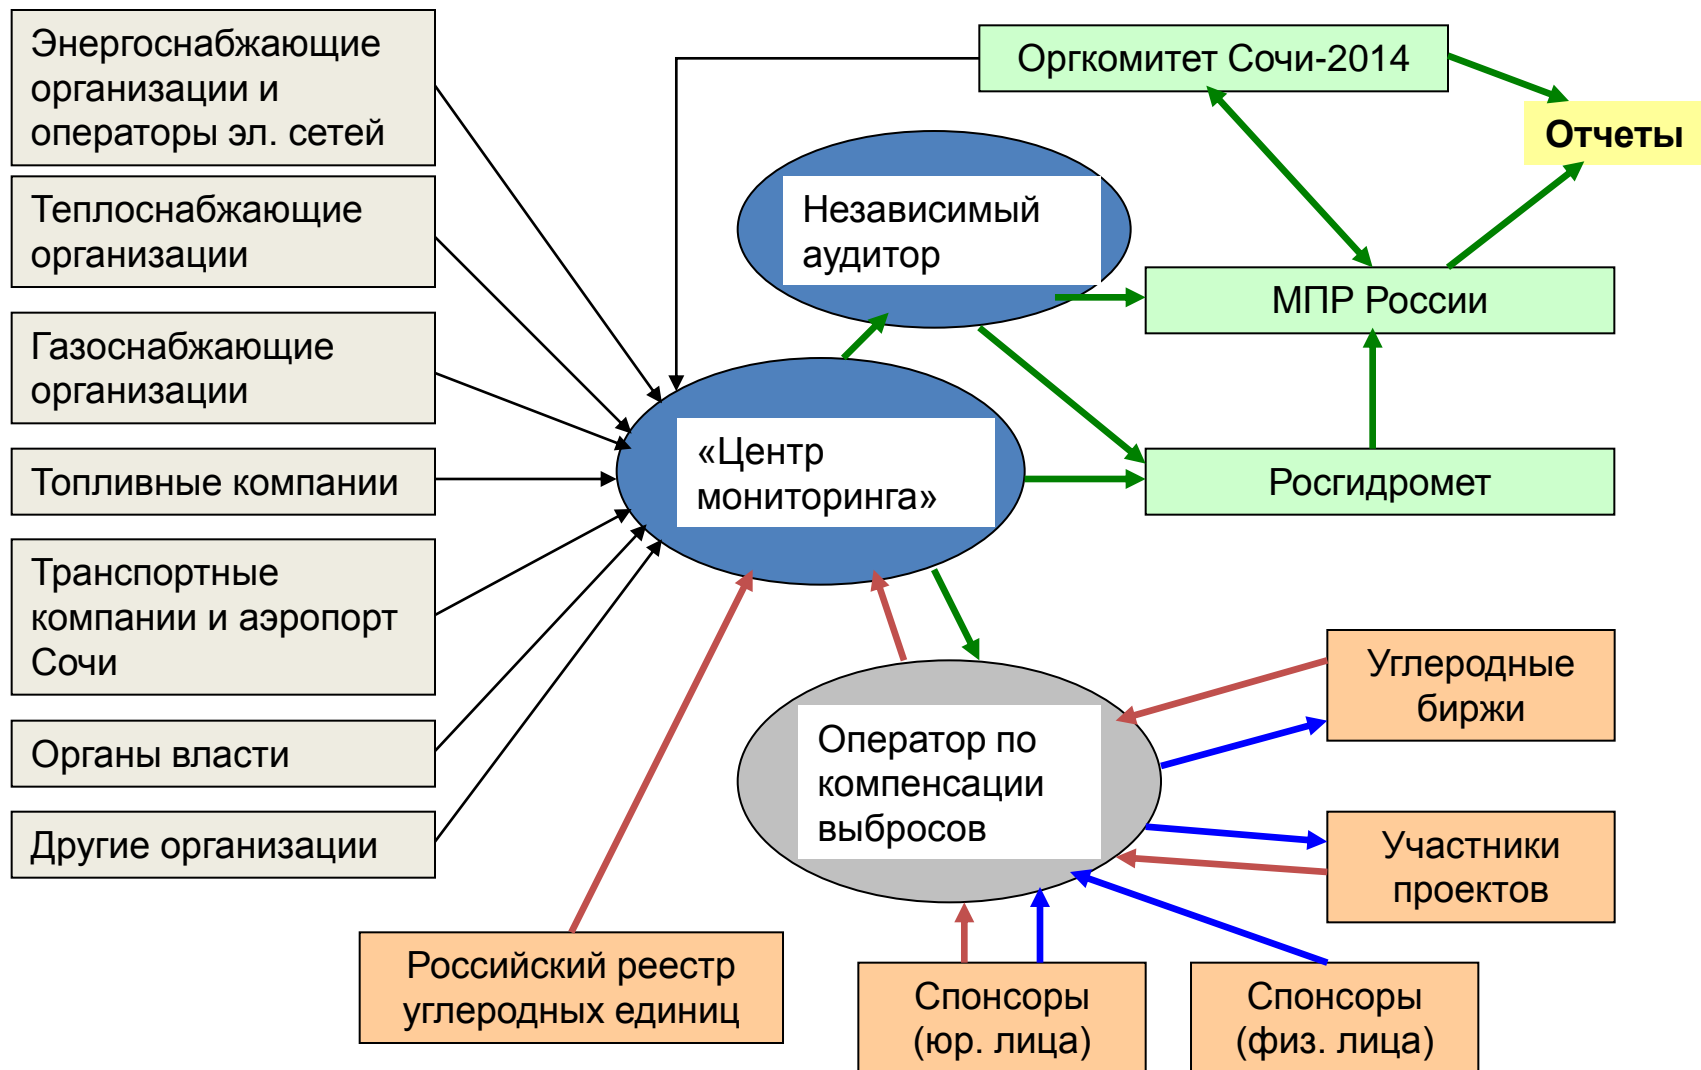 Энергоснабжающие
организации и
операторы эл. сетей
Теплоснабжающие
организации
Газоснабжающие
организации
Топливные компании
Транспортные
компании и аэропорт
Сочи
Органы власти
Другие организации
Оргкомитет Сочи-2014
Отчеты
Независимый
аудитор
МПР России
«Центр
мониторинга»
Росгидромет
Оператор по
компенсации
выбросов
Углеродные
биржи
Участники
проектов
Российский реестр
углеродных единиц
Спонсоры
(юр. лица)
Спонсоры
(физ. лица)